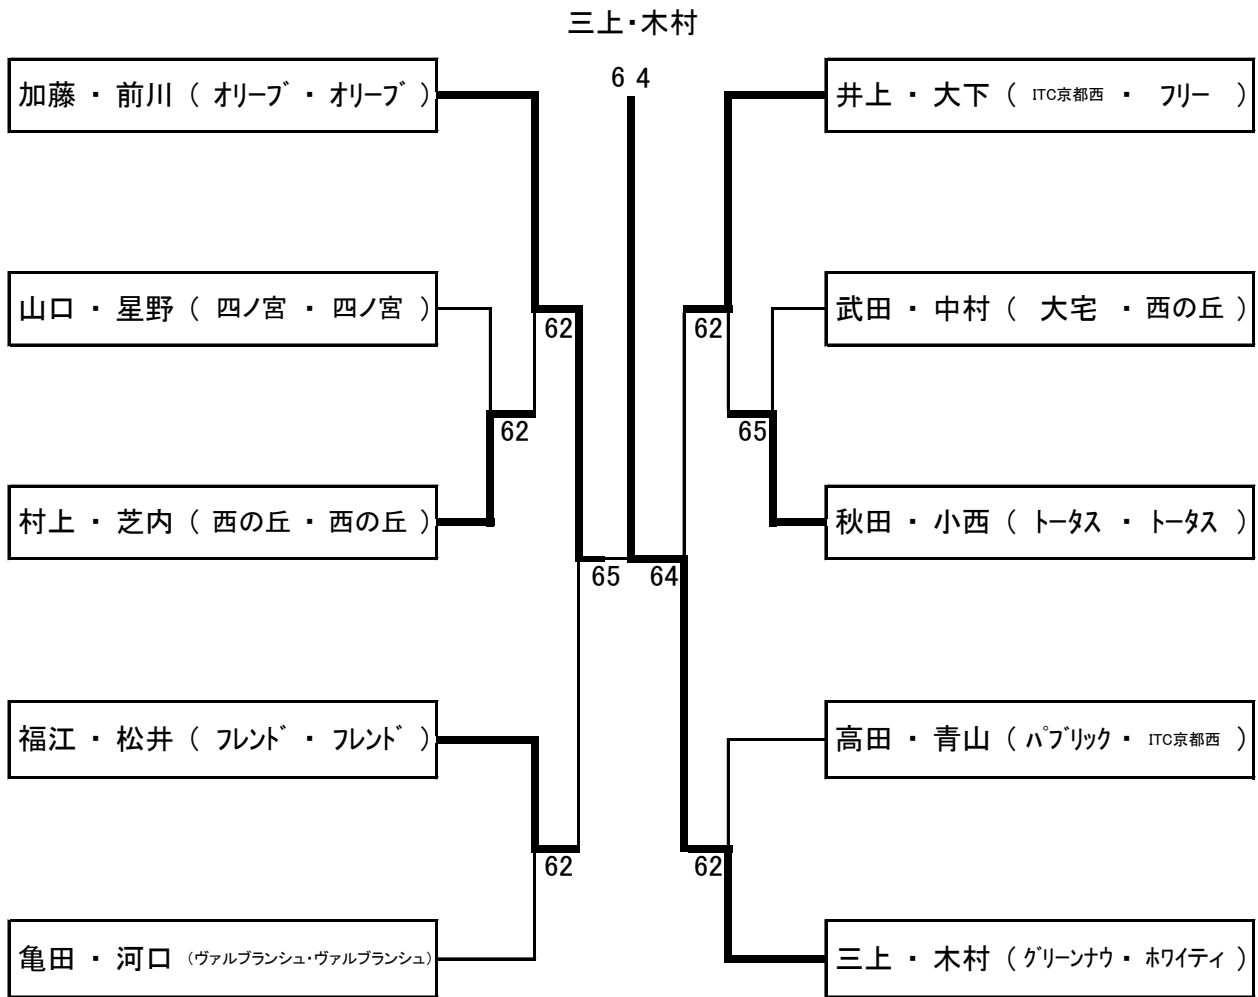 三上・木村
6 4
加藤 ・ 前川 ( ｵﾘｰﾌﾞ ・ ｵﾘｰﾌﾞ )
井上 ・ 大下 ( ITC京都西 ・ ﾌﾘｰ )
山口 ・ 星野 ( 四ノ宮 ・ 四ノ宮 )
武田 ・ 中村 ( 大宅 ・ 西の丘 )
62
62
62
65
村上 ・ 芝内 ( 西の丘 ・ 西の丘 )
秋田 ・ 小西 ( ﾄｰﾀｽ ・ ﾄｰﾀｽ )
65
64
福江 ・ 松井 ( ﾌﾚﾝﾄﾞ ・ ﾌﾚﾝﾄﾞ )
高田 ・ 青山 ( ﾊﾟﾌﾞﾘｯｸ ・ ITC京都西 )
62
62
亀田 ・ 河口 (ヴァルブランシュ・ヴァルブランシュ)
三上 ・ 木村 ( ｸﾞﾘｰﾝﾅｳ ・ ﾎﾜｲﾃｨ )